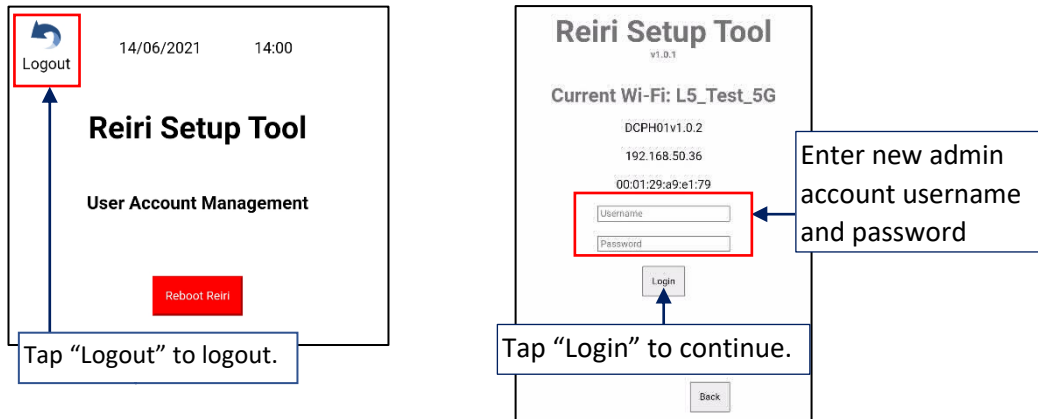 Logout
14/06/2021 14:00
Reiri Setup Tool
User Account Management
Reboot Reiri
Tap “Logout” to logout.
Reiri Setup Tool
v1.0.1
Current Wi-Fi: L5_Test_5G
DCPH01v1.0.2
192.168.50.36
00:01:29:a9:e1:79
Username
Password
Login
Enter new admin
account username
and password
Tap “Login” to continue.
Back